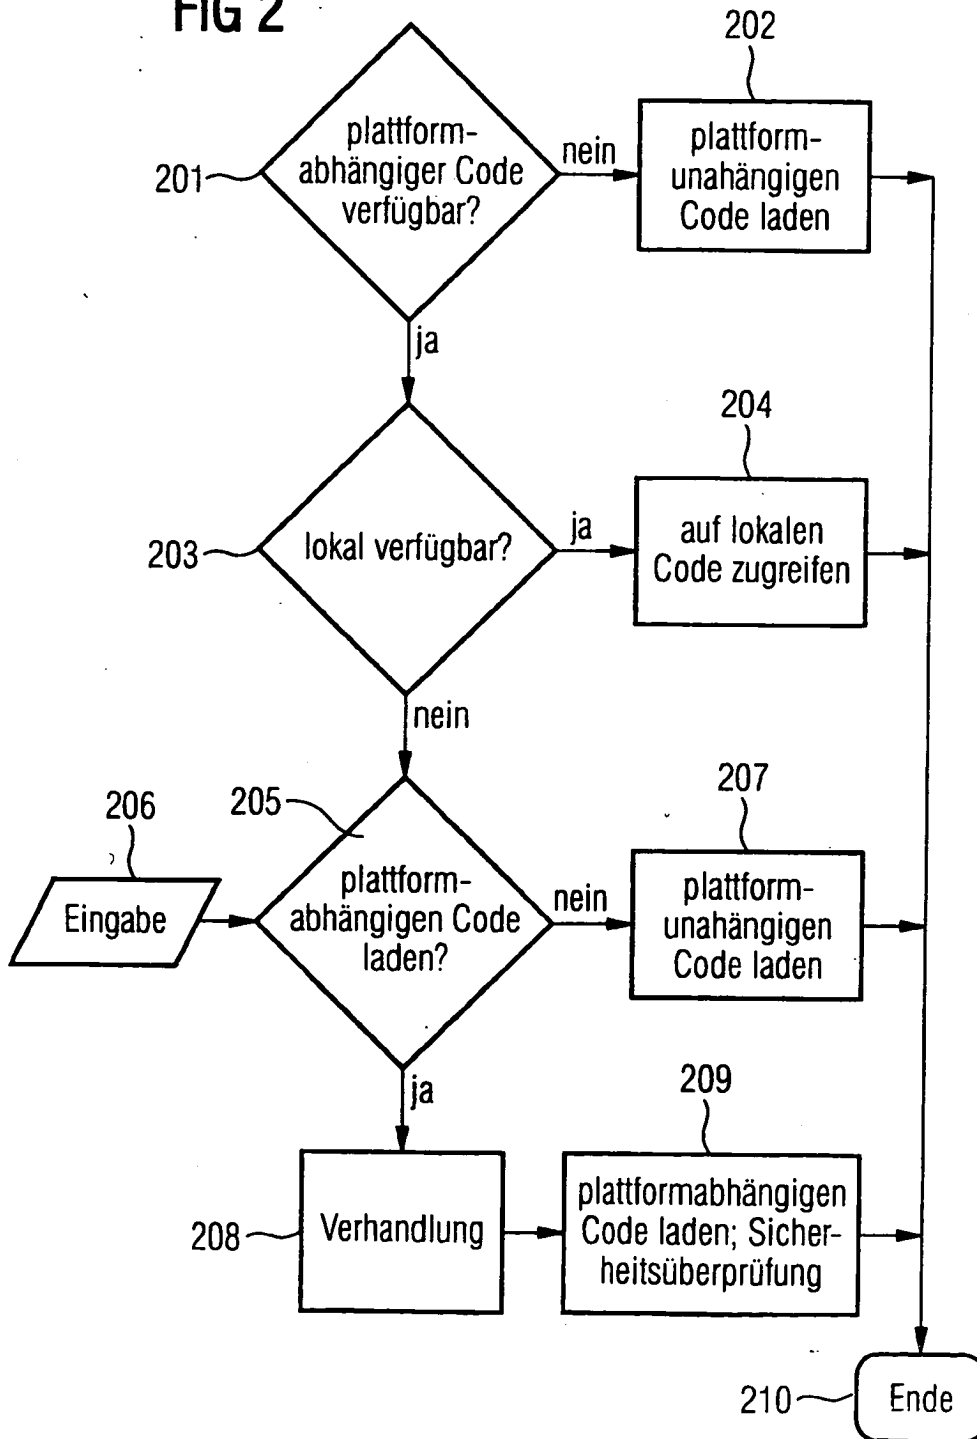 FIG 2
202
plattform-
abhängiger Code
verfügbar?
201
nein
plattform-
unahängigen
Code laden
ja
204
203
lokal verfügbar?
ja
auf lokalen
Code zugreifen
nein
207
206
205
Eingabe
plattform-
abhängigen Code
laden?
nein
plattform-
unahängigen
Code laden
ja
209
208
Verhandlung
plattformabhängigen
Code laden; Sicher-
heitsüberprüfung
210
Ende